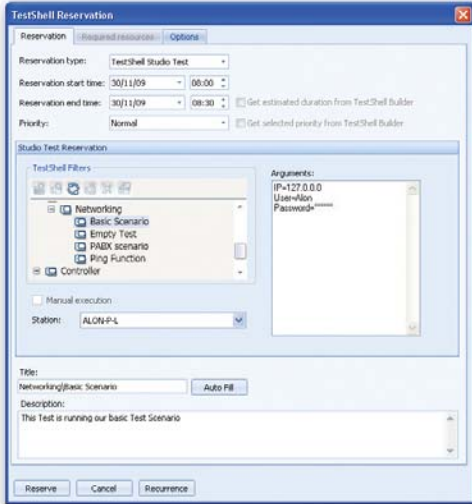 TestShell Reservation
Reservation Required resources Options
Reservation type: TestShell Studio Test
Reservation start time: 30/11/09 08:00
Reservation end time: 30/11/09 08:30 Get estimated duration from TestShell Builder
Priority: Normal Get selected priority from TestShell Builder
Studio Test Reservation
TestShell Filters
Arguments:
IP=127.0.0.0
User=Alon
Password="*****"
Networking
Basic Scenario
Empty Test
PABX scenario
Ping Function
Controller
Manual execution
Station: ALON-P-L
Title:
Networking\Basic Scenario Auto Fill
Description:
This Test is running our basic Test Scenario
Reserve Cancel Recurrence